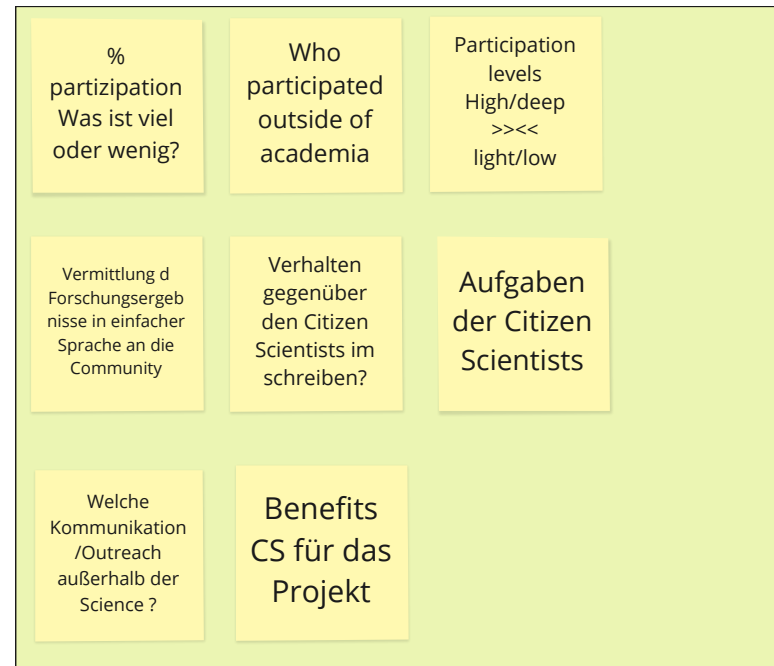 %
partizipation
Was ist viel
oder wenig?
Who
participated
outside of
academia
Participation
levels
High/deep
>><<
light/low
Vermittlung d
Forschungsergeb
nisse in einfacher
Sprache an die
Community
Verhalten
gegenüber
den Citizen
Scientists im
schreiben?
Aufgaben
der Citizen
Scientists
Welche
Kommunikation
/Outreach
außerhalb der
Science ?
Benefits
CS für das
Projekt